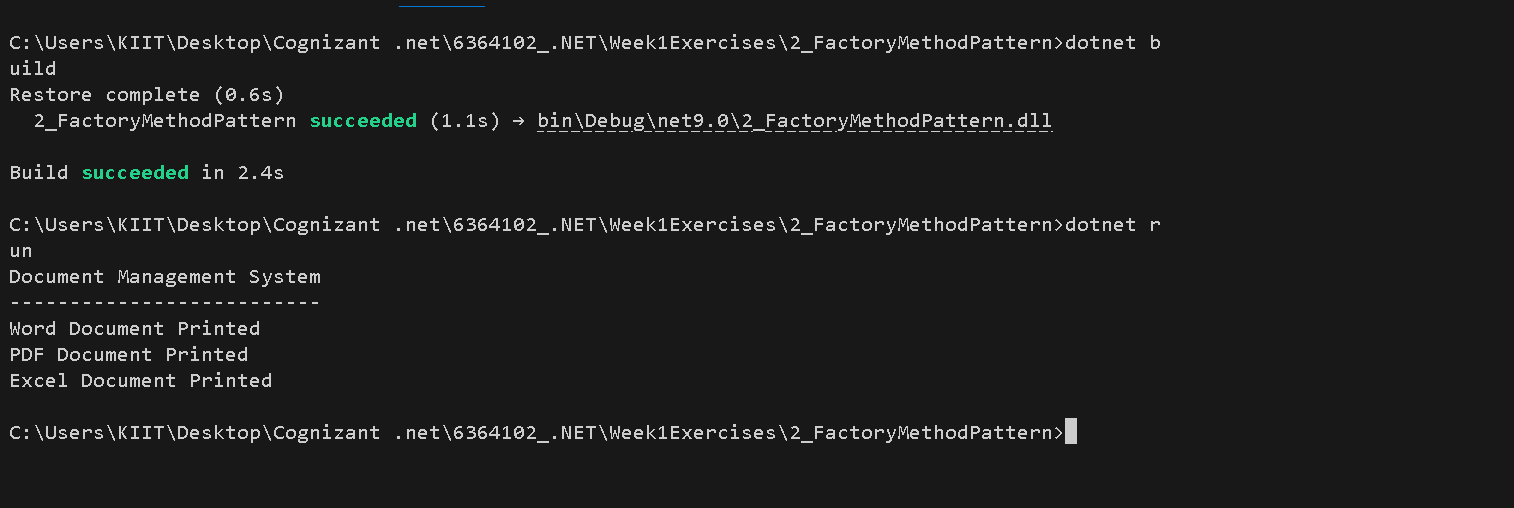 C:\Users\KIIT\Desktop\Cognizant .net\6364102_.NET\Week1Exercises\2_FactoryMethodPattern>dotnet b
uild
Restore complete (0.6s)
  2_FactoryMethodPattern succeeded (1.1s) → bin\Debug\net9.0\2_FactoryMethodPattern.dll
Build succeeded in 2.4s
C:\Users\KIIT\Desktop\Cognizant .net\6364102_.NET\Week1Exercises\2_FactoryMethodPattern>dotnet r
un
Document Management System
--------------------------
Word Document Printed
PDF Document Printed
Excel Document Printed
C:\Users\KIIT\Desktop\Cognizant .net\6364102_.NET\Week1Exercises\2_FactoryMethodPattern>